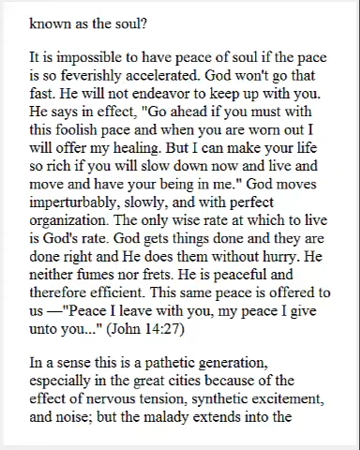 known as the soul?
It is impossible to have peace of soul if the pace
is so feverishly accelerated. God won't go that
fast. He will not endeavor to keep up with you.
He says in effect, "Go ahead if you must with
this foolish pace and when you are worn out I
will offer my healing. But I can make your life
so rich if you will slow down now and live and
move and have your being in me." God moves
imperturbably, slowly, and with perfect
organization. The only wise rate at which to live
is God's rate. God gets things done and they are
done right and He does them without hurry. He
neither fumes nor frets. He is peaceful and
therefore efficient. This same peace is offered to
us —"Peace I leave with you, my peace I give
unto you..." (John 14:27)
In a sense this is a pathetic generation,
especially in the great cities because of the
effect of nervous tension, synthetic excitement,
and noise; but the malady extends into the